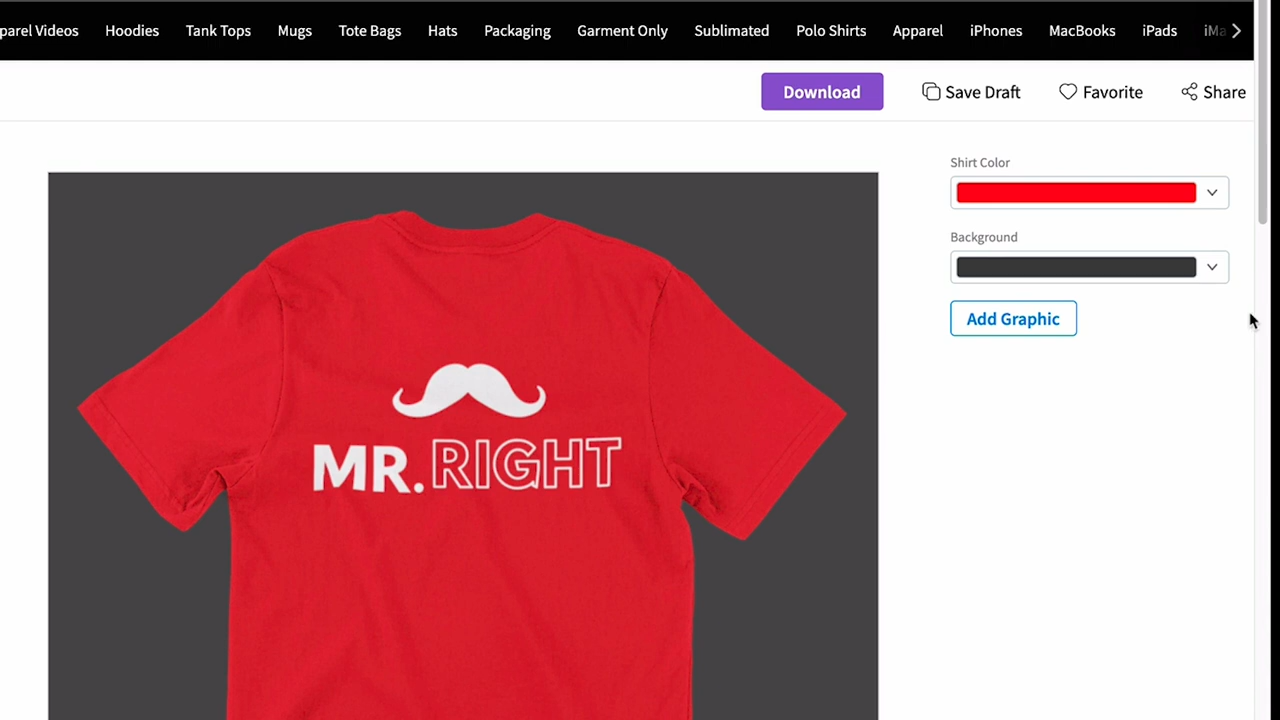 parel Videos Hoodies Tank Tops Mugs Tote Bags Hats Packaging Garment Only Sublimated Polo Shirts Apparel iPhones MacBooks iPads iMa
Download Save Draft Favorite Share
Shirt Color
Background
Add Graphic
MR. RIGHT